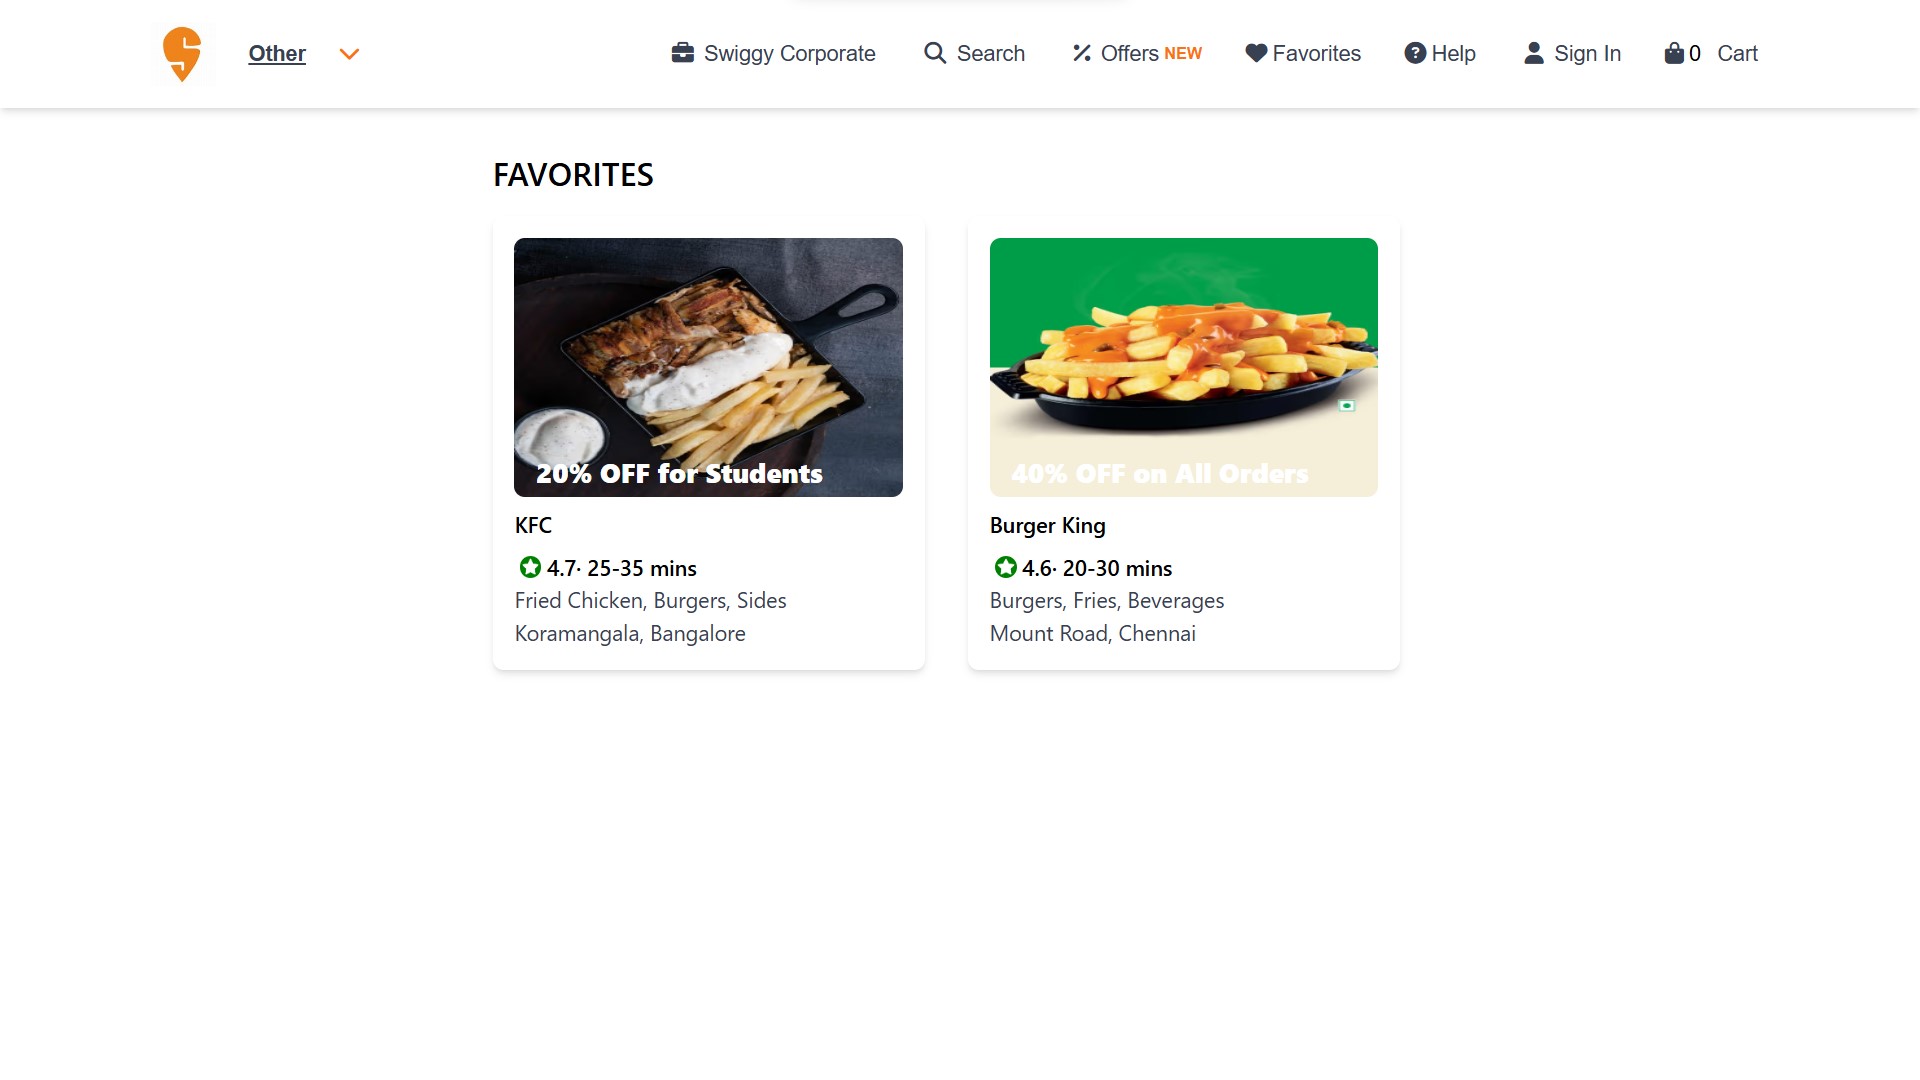 Other
Swiggy Corporate
Search
Offers NEW
Favorites
Help
Sign In
0 Cart
FAVORITES
20% OFF for Students
KFC
4.7· 25-35 mins
Fried Chicken, Burgers, Sides
Koramangala, Bangalore
40% OFF on All Orders
Burger King
4.6· 20-30 mins
Burgers, Fries, Beverages
Mount Road, Chennai